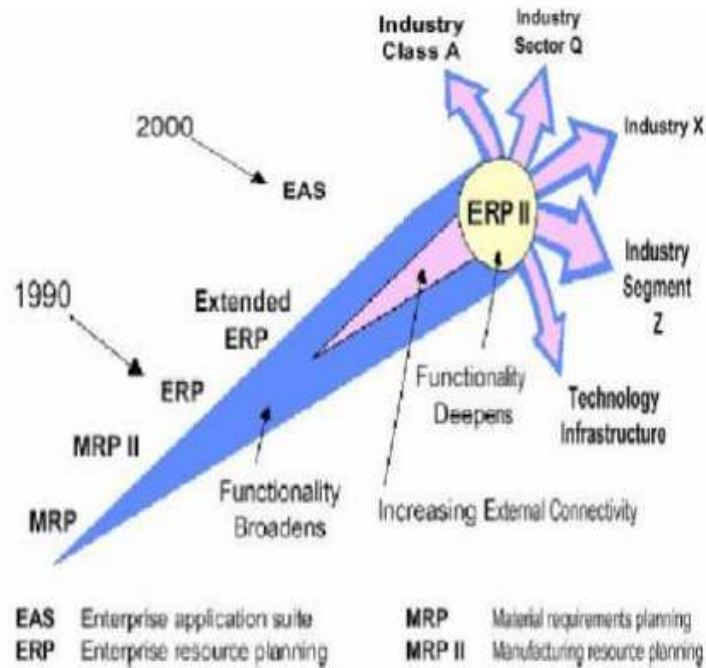 Industry
Class A
Industry
Sector Q
Industry X
2000
EAS
ERP II
Industry
Segment
Z
1990
Extended
ERP
ERP
Functionality
Deepens
Technology
Infrastructure
MRP II
Functionality
Broadens
Increasing External Connectivity
MRP
EAS Enterprise application suite
MRP Material requirements planning
ERP Enterprise resource planning
MRP II Manufacturing resource planning